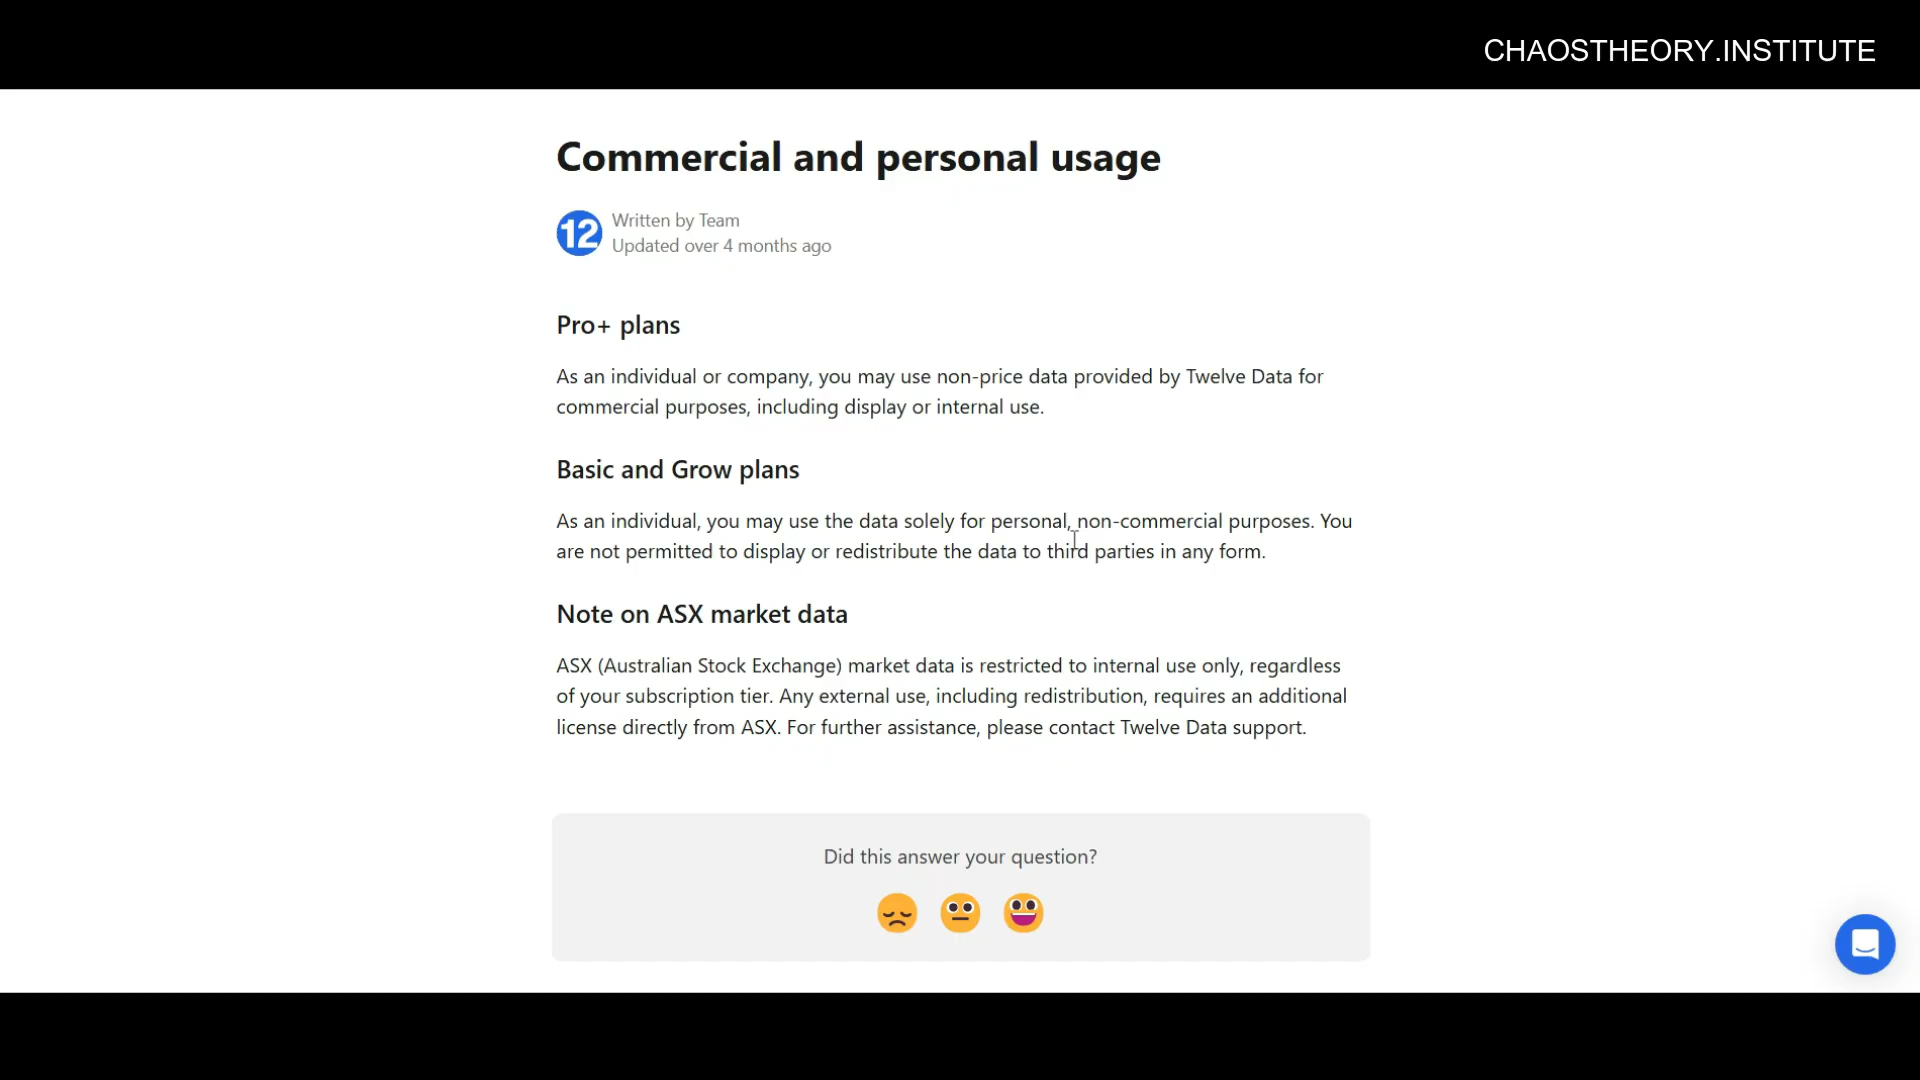 CHAOSTHEORY.INSTITUTE
Commercial and personal usage
12
Written by Team
Updated over 4 months ago
Pro+ plans
As an individual or company, you may use non-price data provided by Twelve Data for
commercial purposes, including display or internal use.
Basic and Grow plans
As an individual, you may use the data solely for personal, non-commercial purposes. You
are not permitted to display or redistribute the data to third parties in any form.
Note on ASX market data
ASX (Australian Stock Exchange) market data is restricted to internal use only, regardless
of your subscription tier. Any external use, including redistribution, requires an additional
license directly from ASX. For further assistance, please contact Twelve Data support.
Did this answer your question?